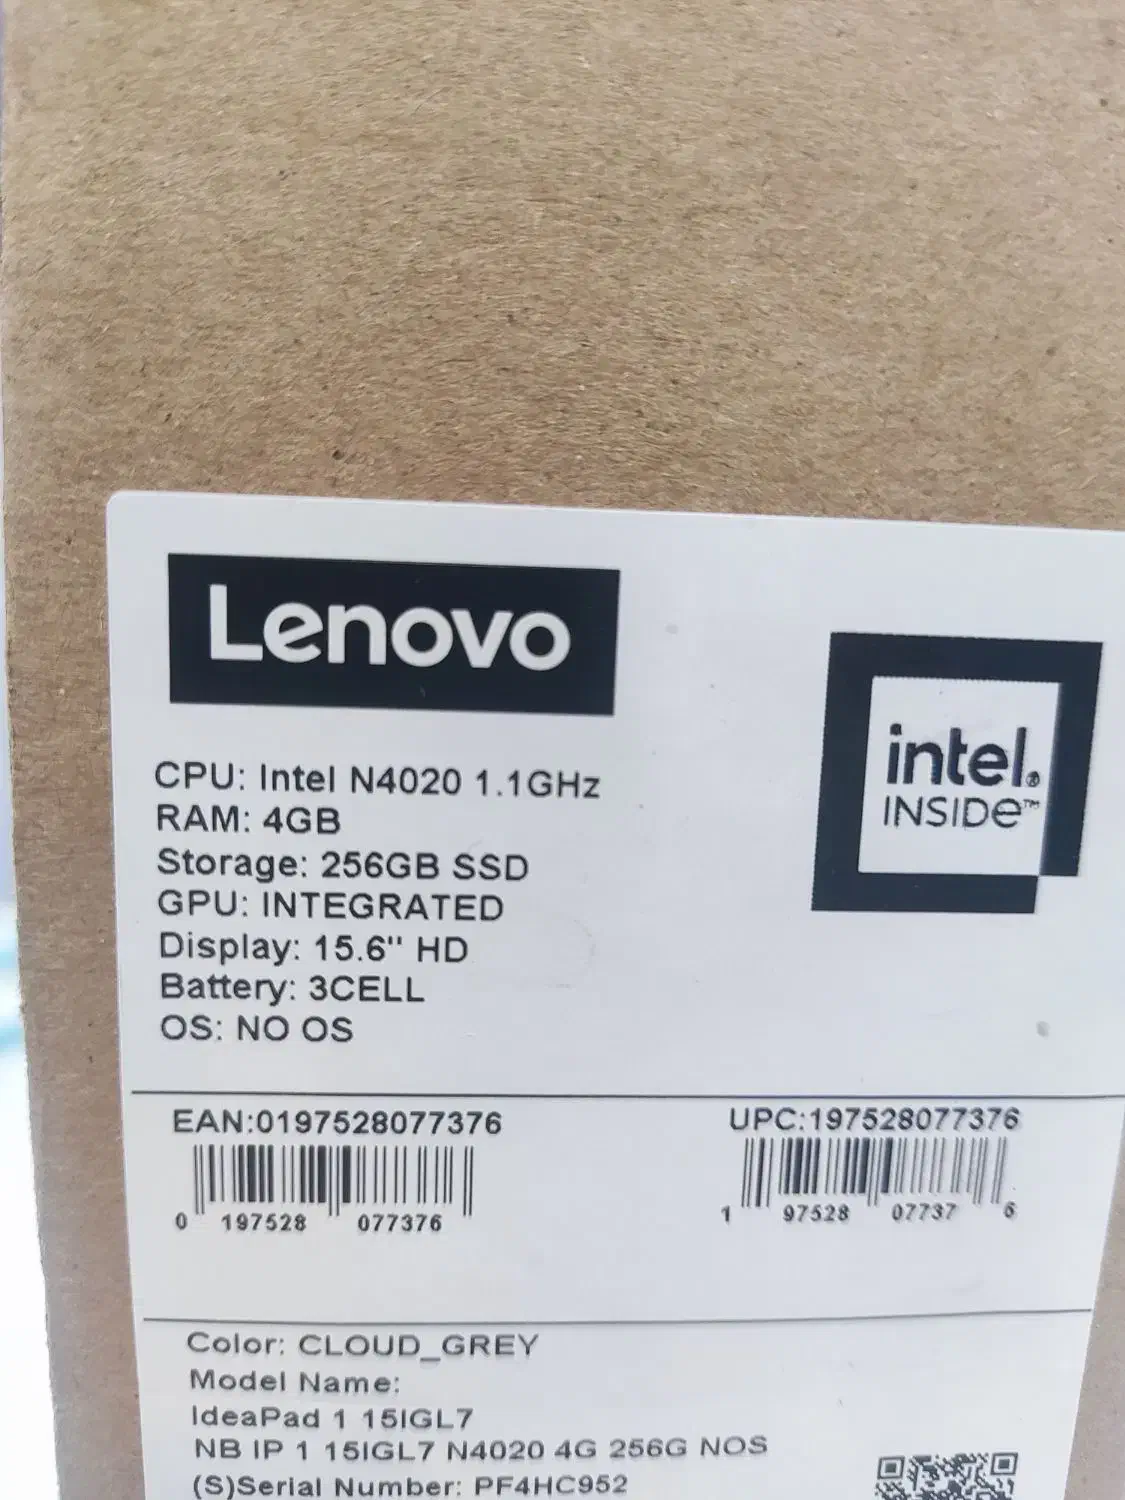 Lenovo
intel®
INSIDe™
CPU: Intel N4020 1.1GHz
RAM: 4GB
Storage: 256GB SSD
GPU: INTEGRATED
Display: 15.6" HD
Battery: 3CELL
OS: NO OS
EAN:0197528077376
0 197528 077376
UPC:197528077376
1 97528 07737 6
Color: CLOUD_GREY
Model Name:
IdeaPad 1 15IGL7
NB IP 1 15IGL7 N4020 4G 256G NOS
(S)Serial Number: PF4HC952